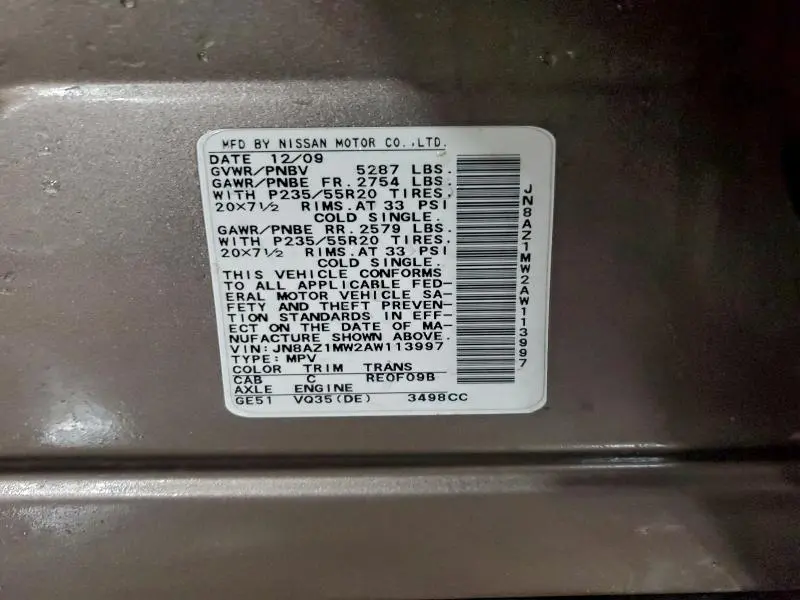 MFD BY NISSAN MOTOR CO.,LTD.
DATE 12/09
GVWR/PNBV 5287 LBS.
GAWR/PNBE FR.2754 LBS.
WITH P235/55R20 TIRES,
20×7½ RIMS.AT 33 PSI
COLD SINGLE.
GAWR/PNBE RR.2579 LBS.
WITH P235/55R20 TIRES,
20×7½ RIMS.AT 33 PSI
COLD SINGLE.
THIS VEHICLE CONFORMS
TO ALL APPLICABLE FED-
ERAL MOTOR VEHICLE SA-
FETY AND THEFT PREVEN-
TION STANDARDS IN EFF-
ECT ON THE DATE OF MA-
NUFACTURE SHOWN ABOVE.
VIN:JN8AZ1MW2AW113997
TYPE:MPV
COLOR TRIM TRANS
CAB C RE0F09B
AXLE ENGINE
GE51 VQ35(DE) 3498CC
JN8AZ1MW2AW113997